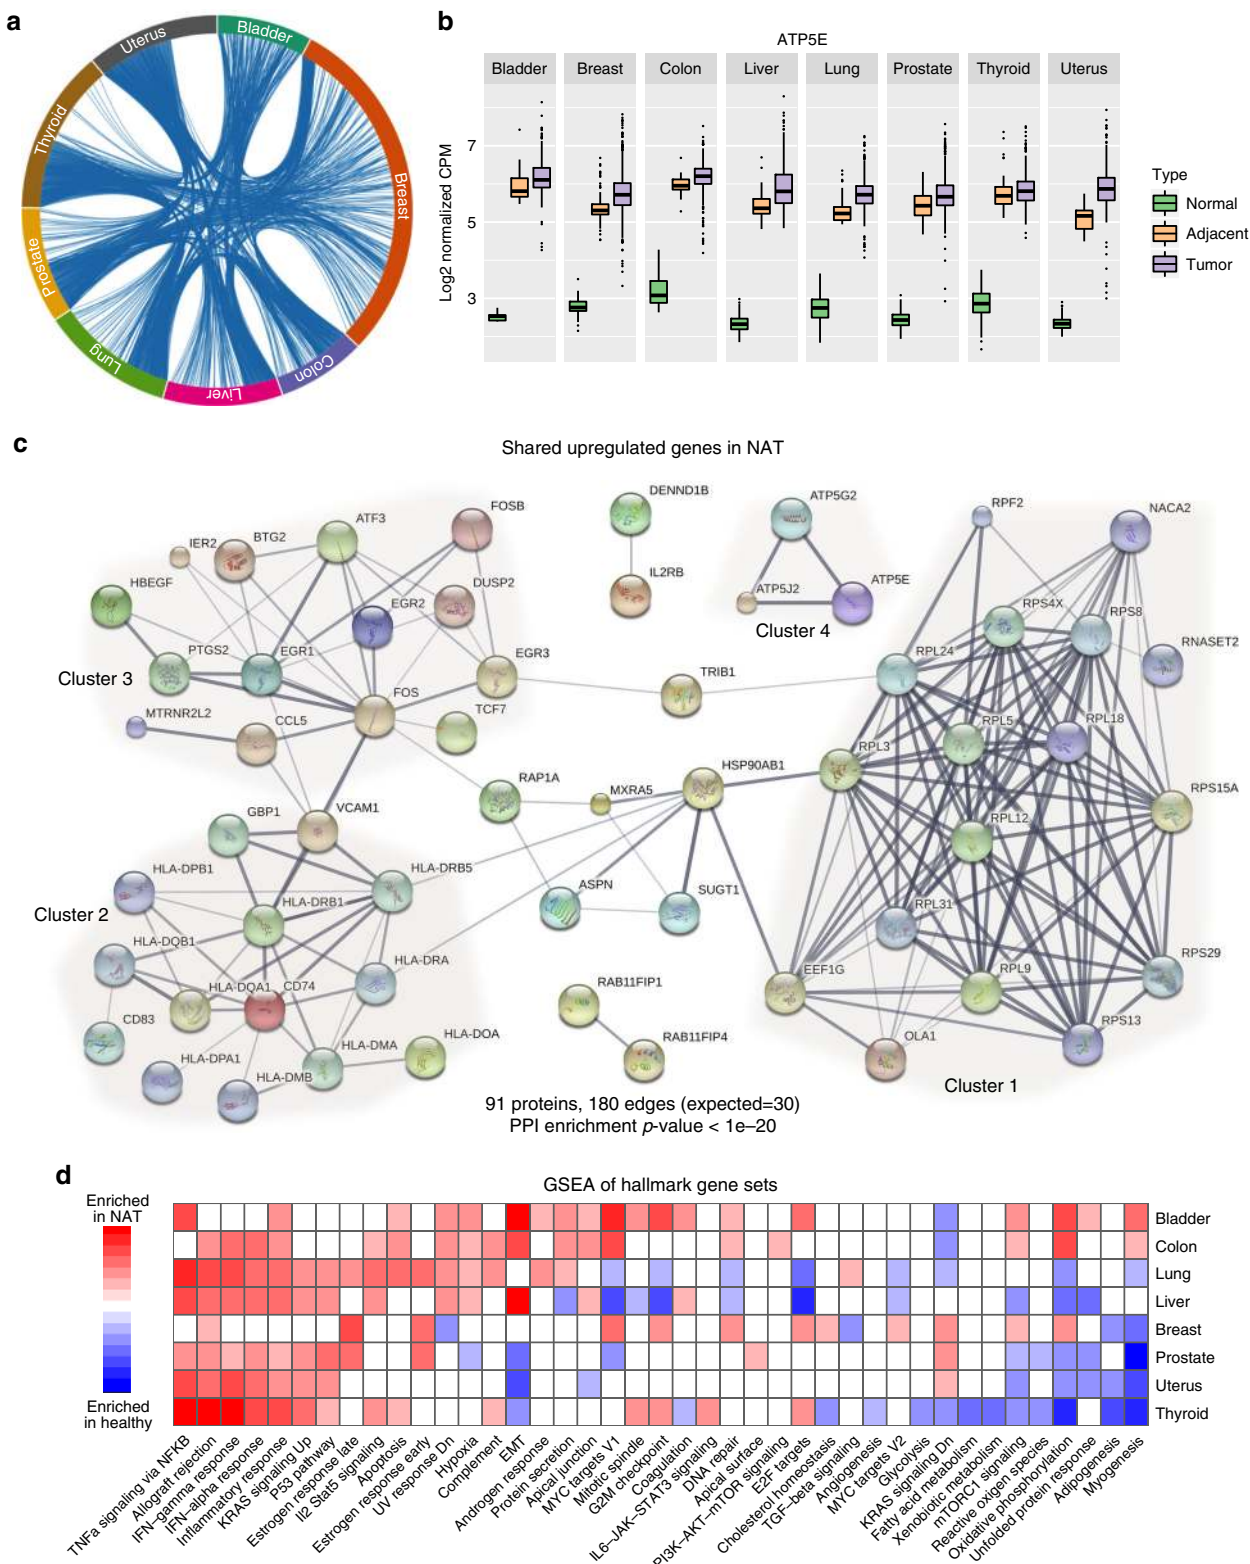 a
Uterus
Bladder
Thyroid
Breast
Prostate
Lung
Liver
Colon
b
ATP5E
Bladder
Breast
Colon
Liver
Lung
Prostate
Thyroid
Uterus
Log2 normalized CPM
7
5
3
Type
Normal
Adjacent
Tumor
c
Shared upregulated genes in NAT
DENND1B
IL2RB
ATP5G2
ATP5J2
ATP5E
Cluster 4
RPF2
NACA2
FOSB
ATF3
IER2
BTG2
HBEGF
DUSP2
EGR2
PTGS2
EGR1
EGR3
Cluster 3
FOS
MTRNR2L2
CCL5
TCF7
TRIB1
RPS4X
RPS8
RNASET2
RPL24
RPL5
RPL18
RPL3
HSP90AB1
RAP1A
MXRA5
RPS15A
RPL12
GBP1
VCAM1
HLA-DPB1
HLA-DRB5
Cluster 2
HLA-DRB1
ASPN
SUGT1
RPL31
HLA-DQB1
HLA-DRA
HLA-DQA1
CD74
EEF1G
RPL9
RPS29
CD83
RAB11FIP1
HLA-DPA1
HLA-DMA
HLA-DOA
HLA-DMB
RAB11FIP4
OLA1
RPS13
Cluster 1
91 proteins, 180 edges (expected=30)
PPI enrichment p-value < 1e–20
d
GSEA of hallmark gene sets
Enriched
in NAT
Enriched
in healthy
Bladder
Colon
Lung
Liver
Breast
Prostate
Uterus
Thyroid
TNFa signaling via NFKB
Allograft rejection
IFN–gamma response
IFN–alpha response
Inflammatory response
KRAS signaling Up
P53 pathway
Estrogen response late
Il2 Stat5 signaling
Apoptosis
Estrogen response early
UV response Dn
Hypoxia
Complement
EMT
Androgen response
Protein secretion
Apical junction
MYC targets V1
Mitotic spindle
G2M checkpoint
Coagulation
IL6–JAK–STAT3 signaling
DNA repair
Apical surface
PI3K–AKT–mTOR signaling
E2F targets
Cholesterol homeostasis
TGF–beta signaling
Angiogenesis
MYC targets V2
Glycolysis
KRAS signaling Dn
Fatty acid metabolism
Xenobiotic metabolism
mTORC1 signaling
Reactive oxigen species
Oxidative phosphorylation
Unfolded protein response
Adipogenesis
Myogenesis